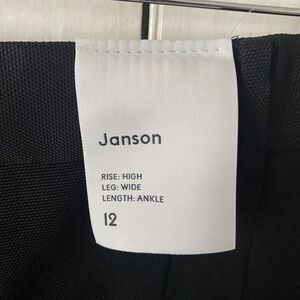 Janson
RISE: HIGH
LEG: WIDE
LENGTH: ANKLE
12